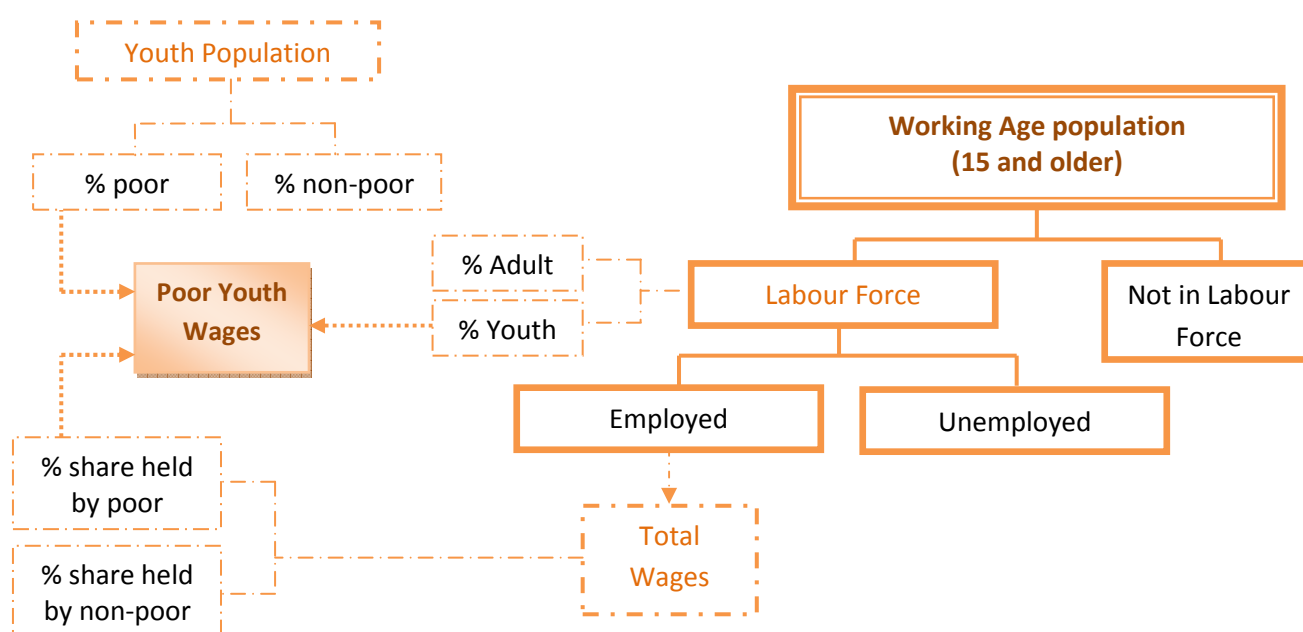 Youth Population
% poor
% non-poor
Working Age population
(15 and older)
Poor Youth
Wages
% Adult
% Youth
Labour Force
Not in Labour
Force
Employed
Unemployed
% share held
by poor
% share held
by non-poor
Total
Wages